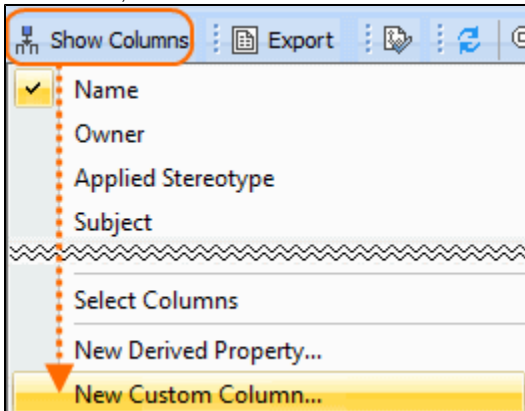 Show Columns Export
Name
Owner
Applied Stereotype
Subject
Select Columns
New Derived Property...
New Custom Column...